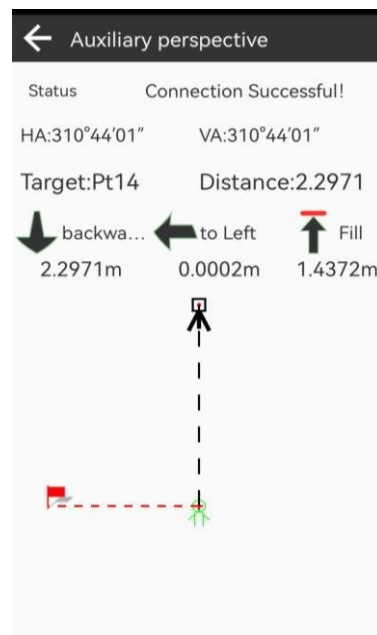 Auxiliary perspective
Status Connection Successful!
HA:310°44′01″ VA:310°44′01″
Target:Pt14 Distance:2.2971
backwa... to Left Fill
2.2971m 0.0002m 1.4372m